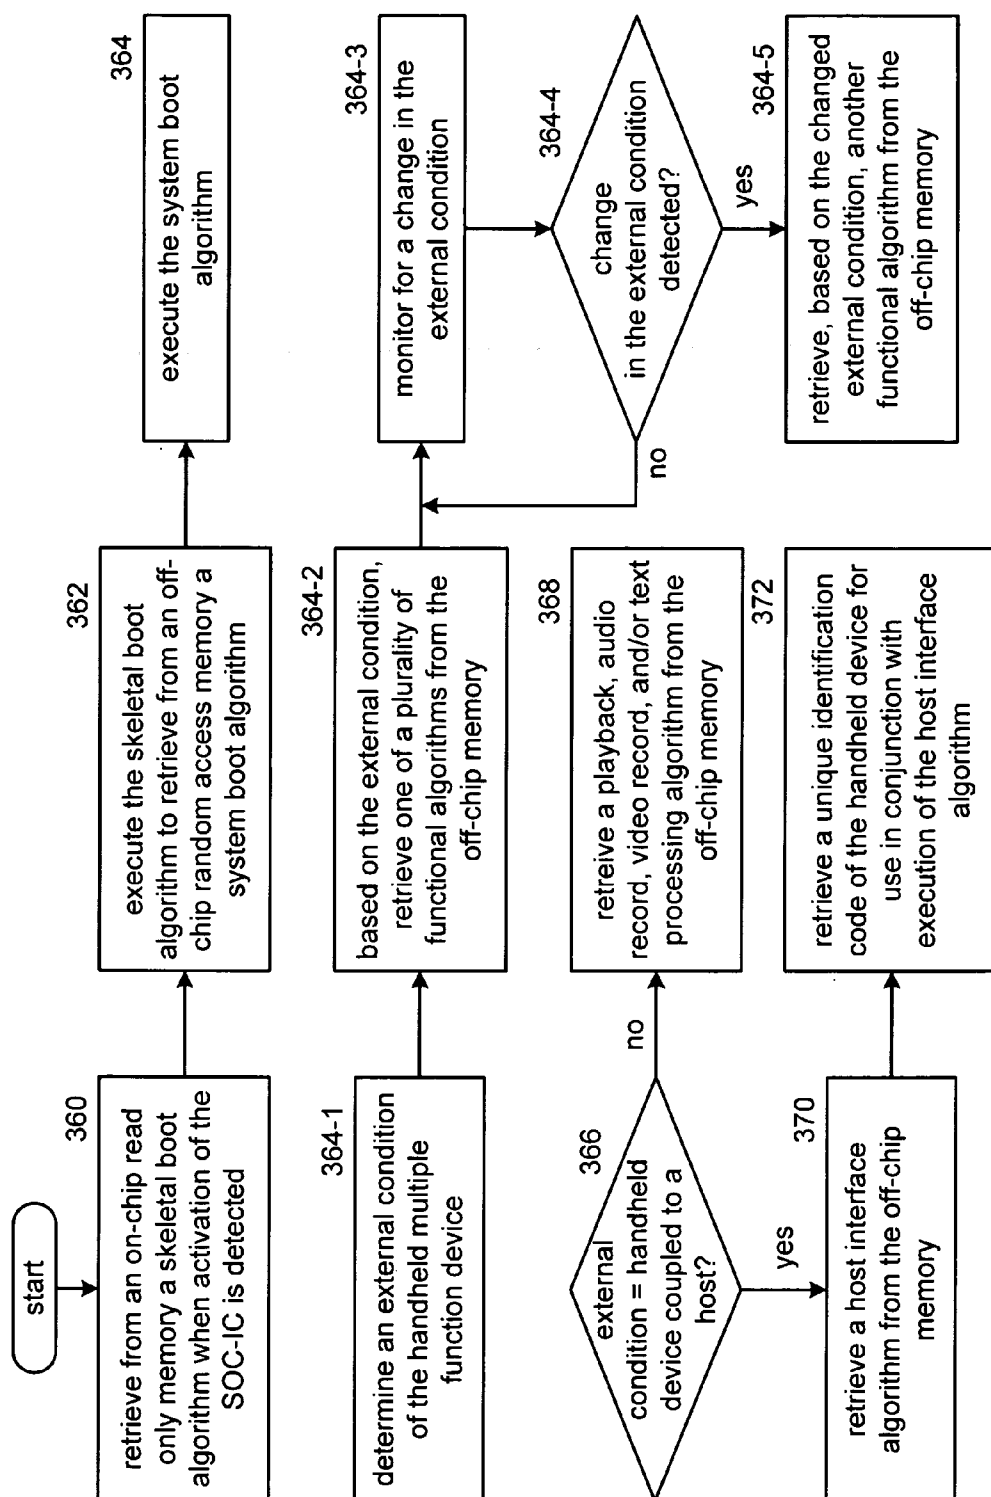 start
360
retrieve from an on-chip read
only memory a skeletal boot
algorithm when activation of the
SOC-IC is detected
362
execute the skeletal boot
algorithm to retrieve from an off-
chip random access memory a
system boot algorithm
364
execute the system boot
algorithm
364-1
determine an external condition
of the handheld multiple
function device
364-2
based on the external condition,
retrieve one of a plurality of
functional algorithms from the
off-chip memory
364-3
monitor for a change in the
external condition
364-4
change
in the external condition
detected?
no
yes
364-5
retrieve, based on the changed
external condition, another
functional algorithm from the
off-chip memory
366
external
condition = handheld
device coupled to a
host?
no
yes
368
retreive a playback, audio
record, video record, and/or text
processing algorithm from the
off-chip memory
370
retrieve a host interface
algorithm from the off-chip
memory
372
retrieve a unique identification
code of the handheld device for
use in conjunction with
execution of the host interface
algorithm